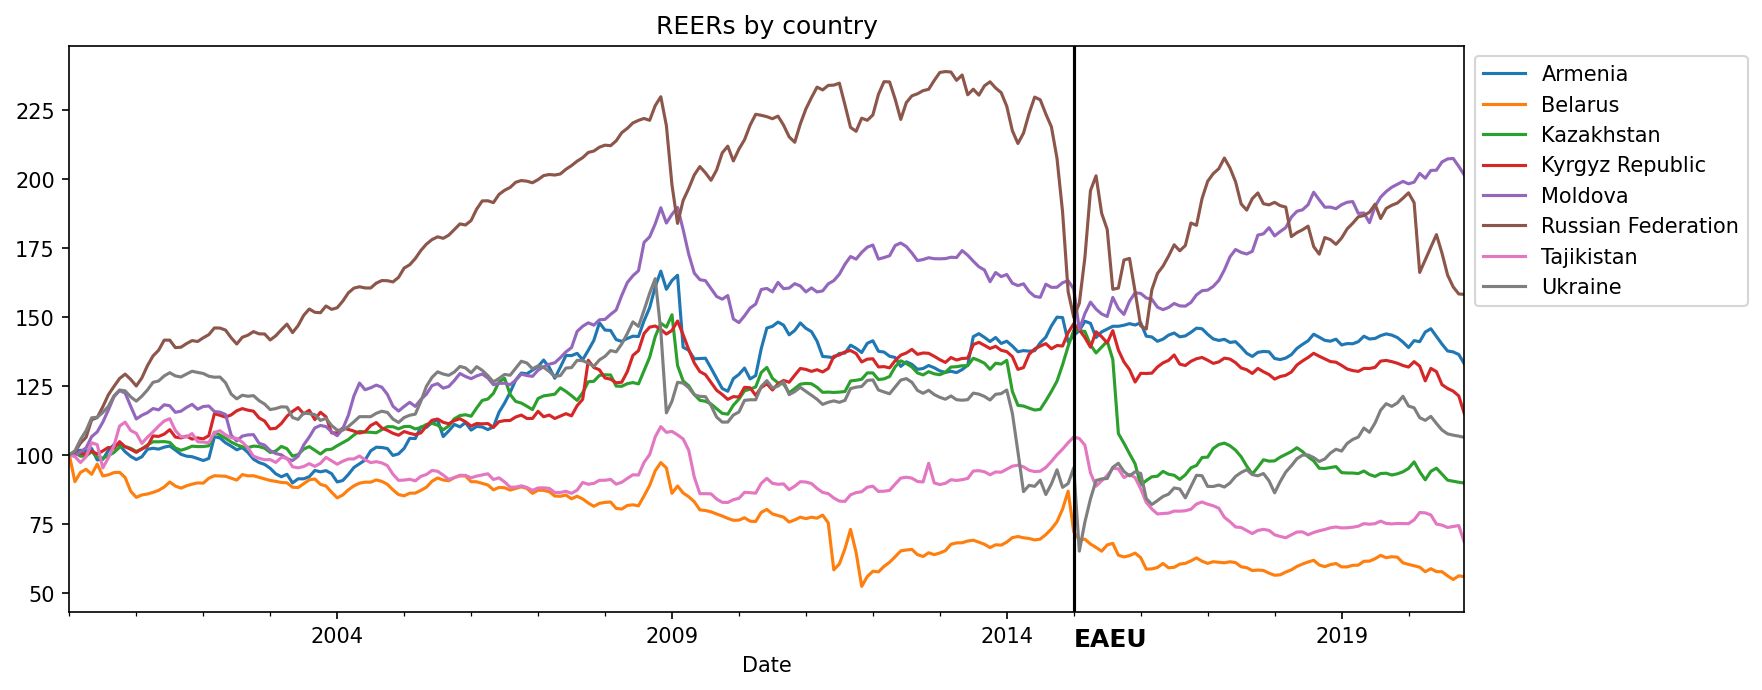 REERs by country
225
200
175
150
125
100
75
50
2004
2009
2014
2019
EAEU
Date
Armenia
Belarus
Kazakhstan
Kyrgyz Republic
Moldova
Russian Federation
Tajikistan
Ukraine